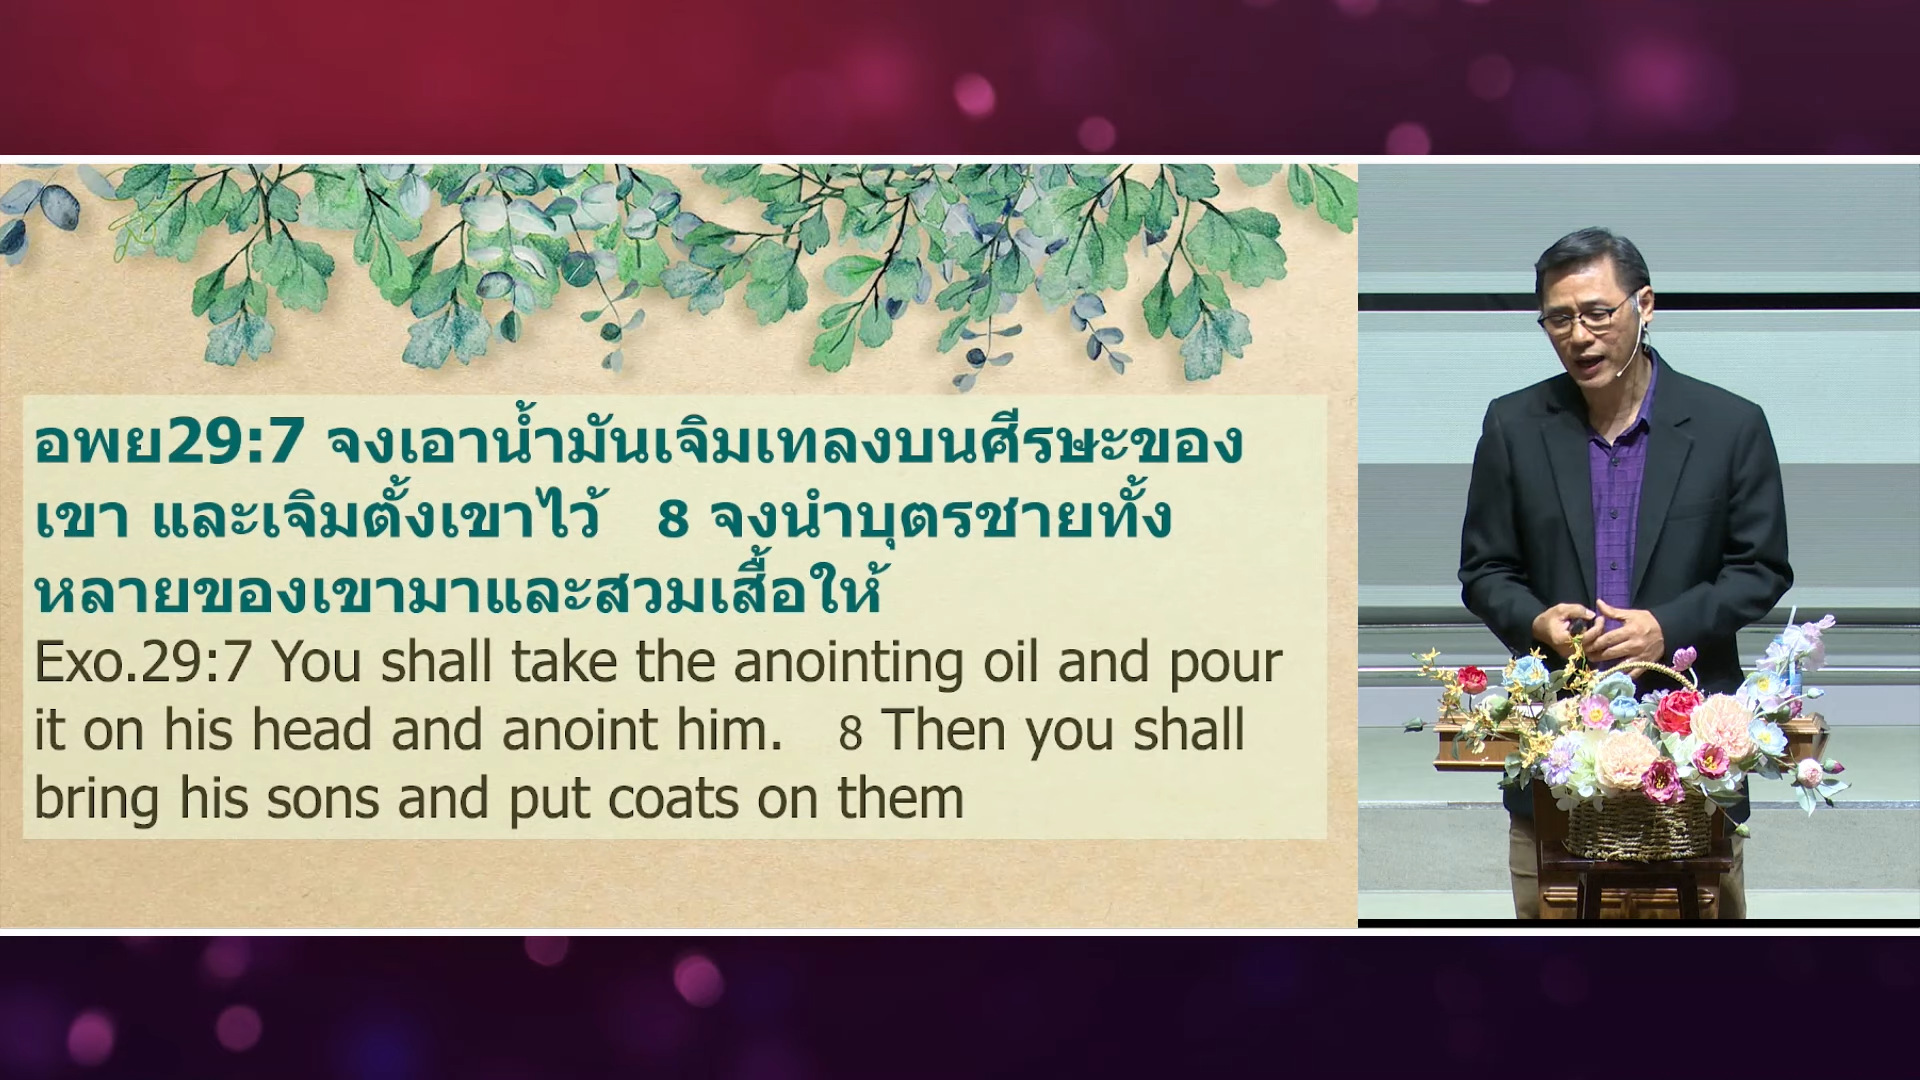 อพย29:7 จงเอาน้ำมันเจิมเทลงบนศีรษะของ
เขา และเจิมตั้งเขาไว้ 8 จงนำบุตรชายทั้ง
หลายของเขามาและสวมเสื้อให้
Exo.29:7 You shall take the anointing oil and pour
it on his head and anoint him. 8 Then you shall
bring his sons and put coats on them